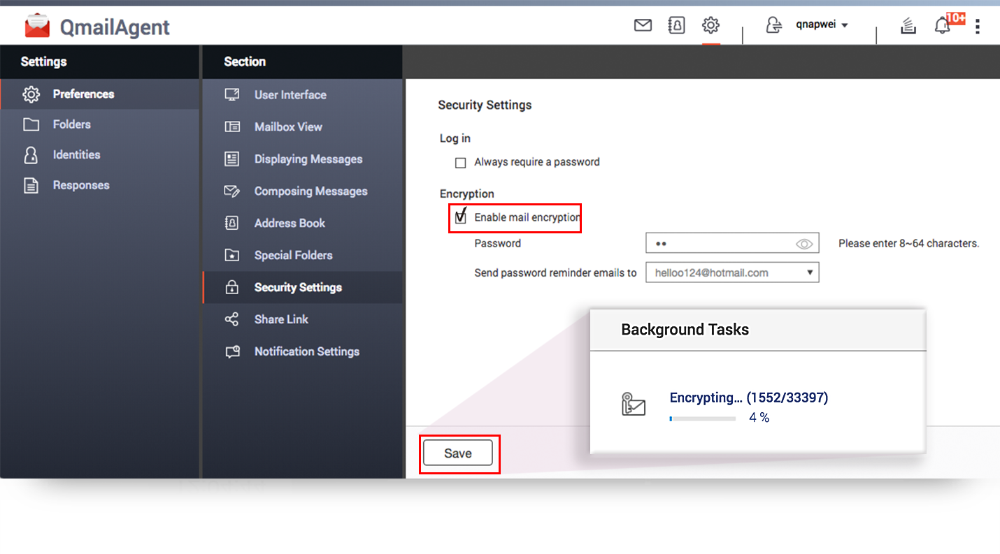 QmailAgent
qnapwei
10+
Settings
Preferences
Folders
Identities
Responses
Section
User Interface
Mailbox View
Displaying Messages
Composing Messages
Address Book
Special Folders
Security Settings
Share Link
Notification Settings
Security Settings
Log in
Always require a password
Encryption
Enable mail encryption
Password
•• Please enter 8~64 characters.
Send password reminder emails to helloo124@hotmail.com
Background Tasks
Encrypting... (1552/33397)
4 %
Save